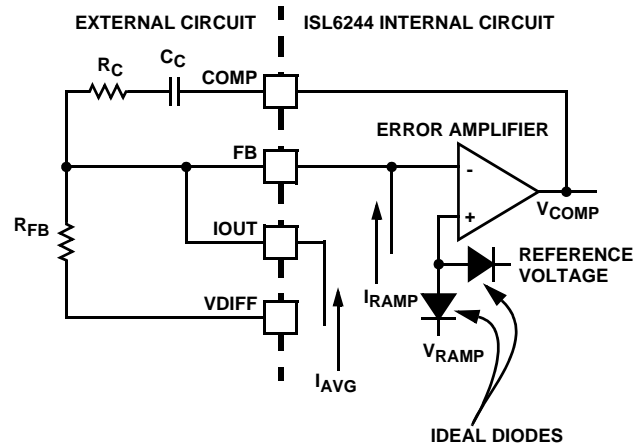 EXTERNAL CIRCUIT
ISL6244 INTERNAL CIRCUIT
RC
CC
COMP
ERROR AMPLIFIER
FB
-
+
VCOMP
RFB
IOUT
REFERENCE
VOLTAGE
IRAMP
VDIFF
VRAMP
IAVG
IDEAL DIODES